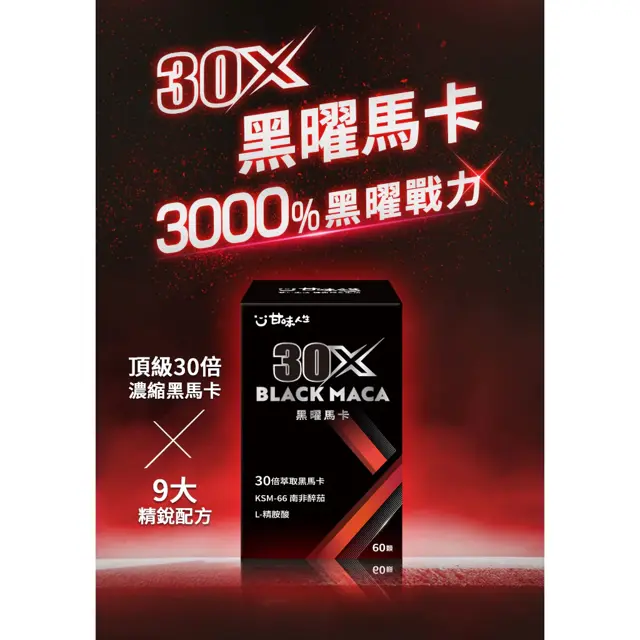 30X
黑曜馬卡
3000%黑曜戰力
甘味人生
頂級30倍
濃縮黑馬卡
9大
精銳配方
30X
BLACK MACA
黑曜馬卡
30倍萃取黑馬卡
KSM-66 南非醉茄
L-精胺酸
60顆